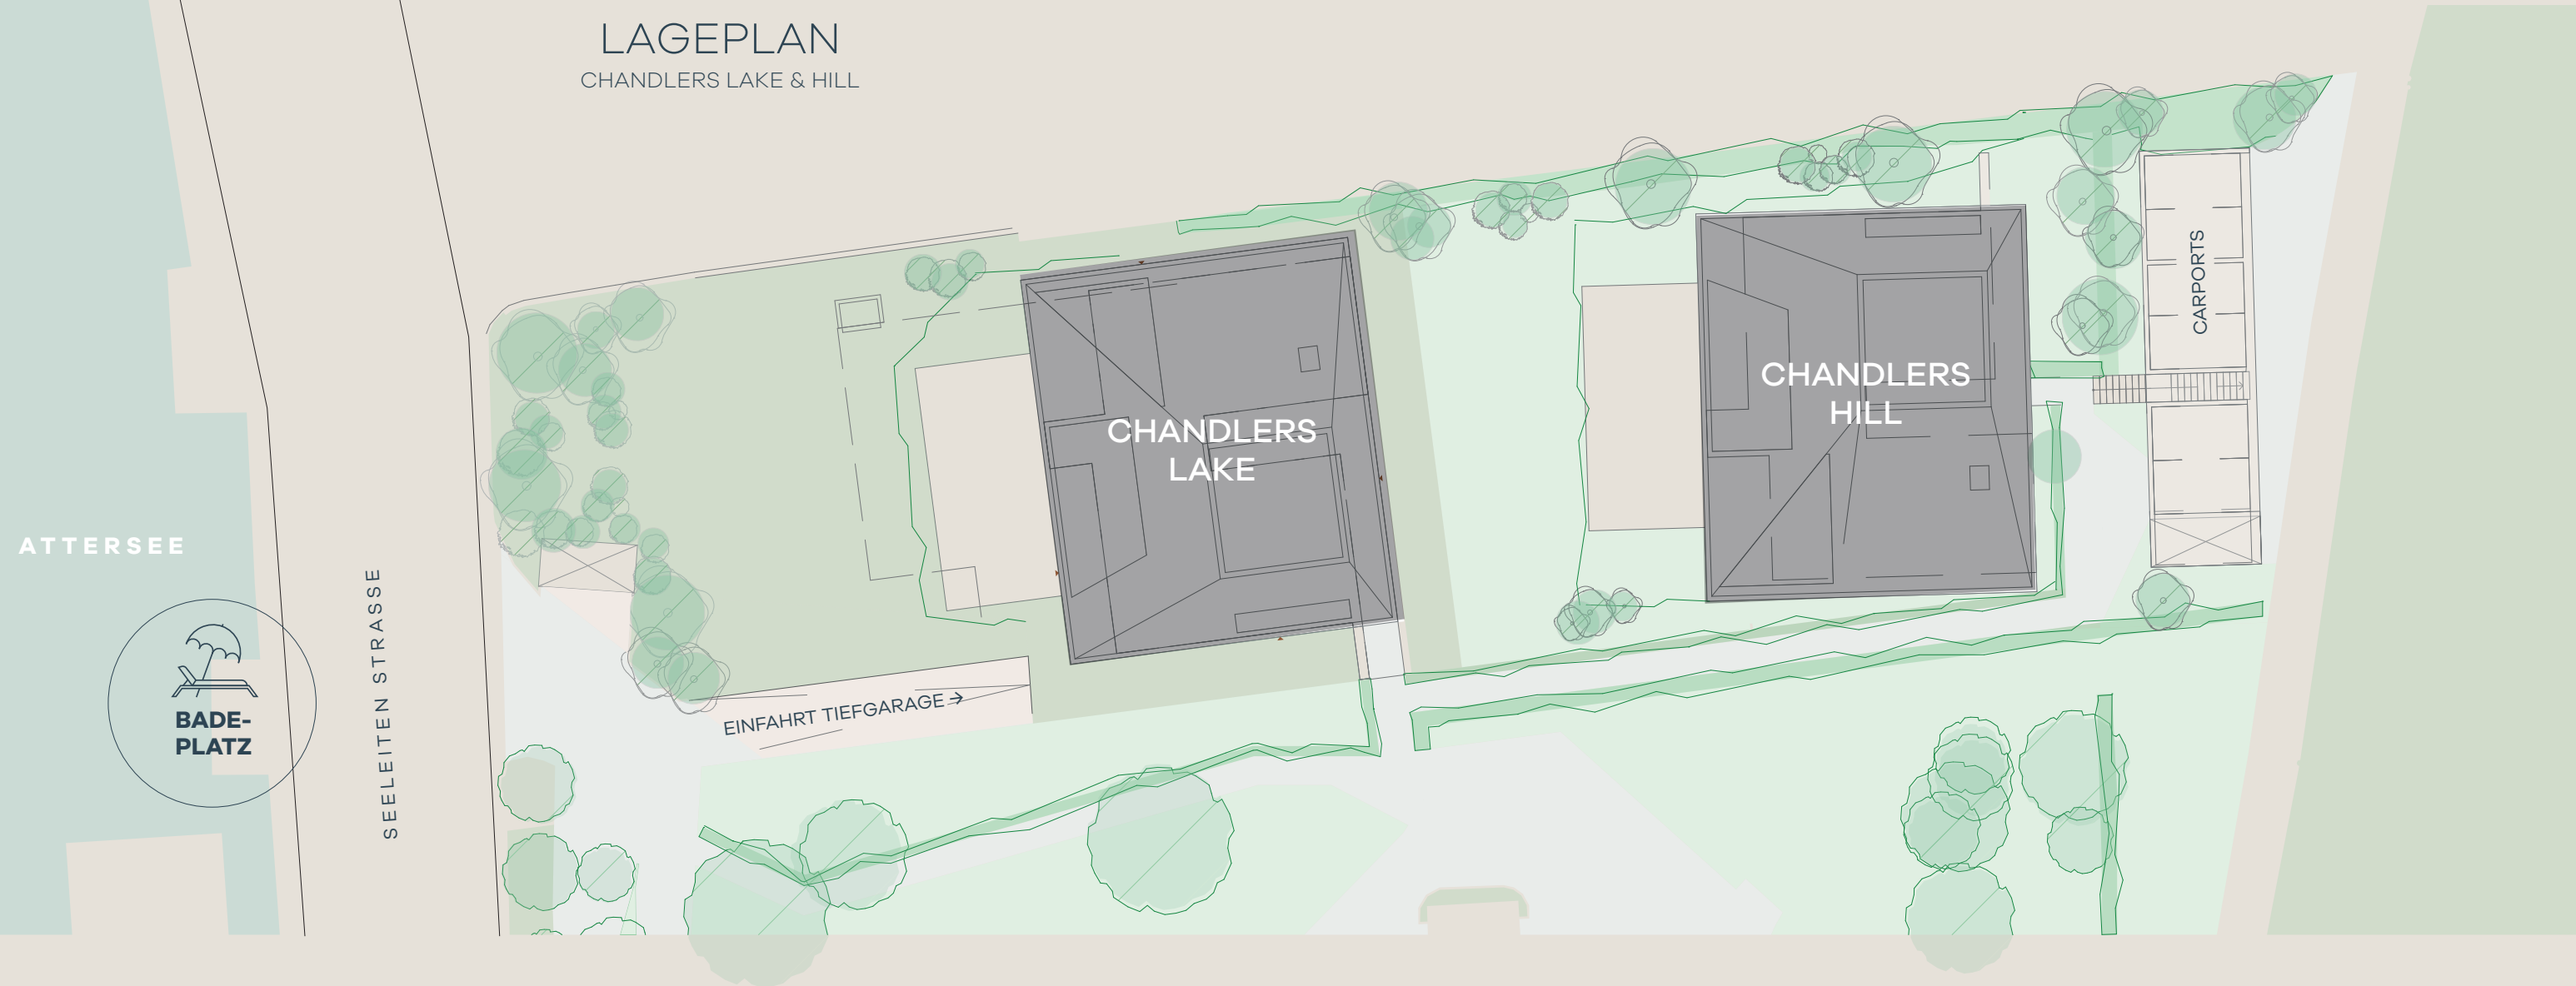 LAGEPLAN
CHANDLERS LAKE & HILL
ATTERSEE
BADE-
PLATZ
SEELEITEN STRASSE
EINFAHRT TIEFGARAGE →
CHANDLERS
LAKE
CHANDLERS
HILL
CARPORTS